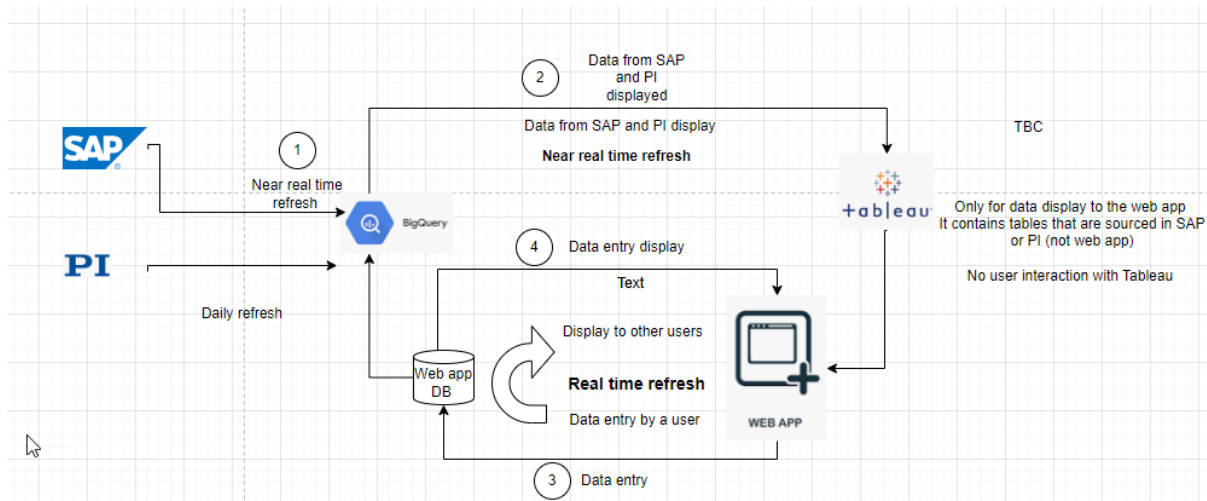 2
Data from SAP
and PI
displayed
Data from SAP and PI display
TBC
SAP
®
1
Near real time refresh
Near real time
refresh
+ableau
BigQuery
Only for data display to the web app
It contains tables that are sourced in SAP
or PI (not web app)
No user interaction with Tableau
4
Data entry display
PI
Text
Daily refresh
Display to other users
Web app
DB
Real time refresh
Data entry by a user
WEB APP
3
Data entry